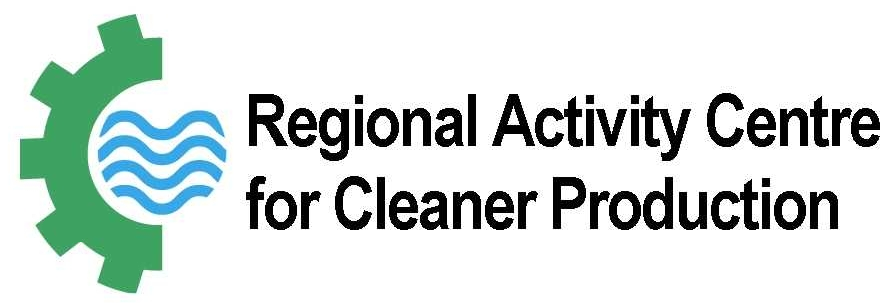 Regional Activity Centre
for Cleaner Production